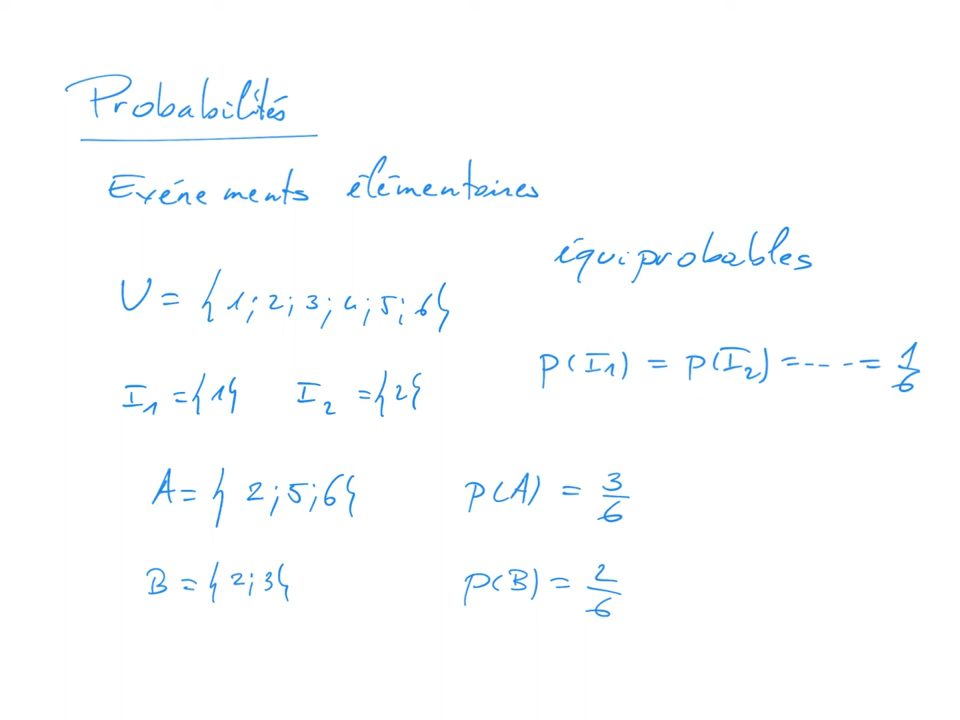 Probabilités
Événements élémentaires
équiprobables
U = { 1 ; 2 ; 3 ; 4 ; 5 ; 6 }
p(I₁) = p(I₂) = ---- = 1/6
I₁ = {1} I₂ = {2}
A = { 2 ; 5 ; 6 } p(A) = 3/6
B = { 2 ; 3 } p(B) = 2/6